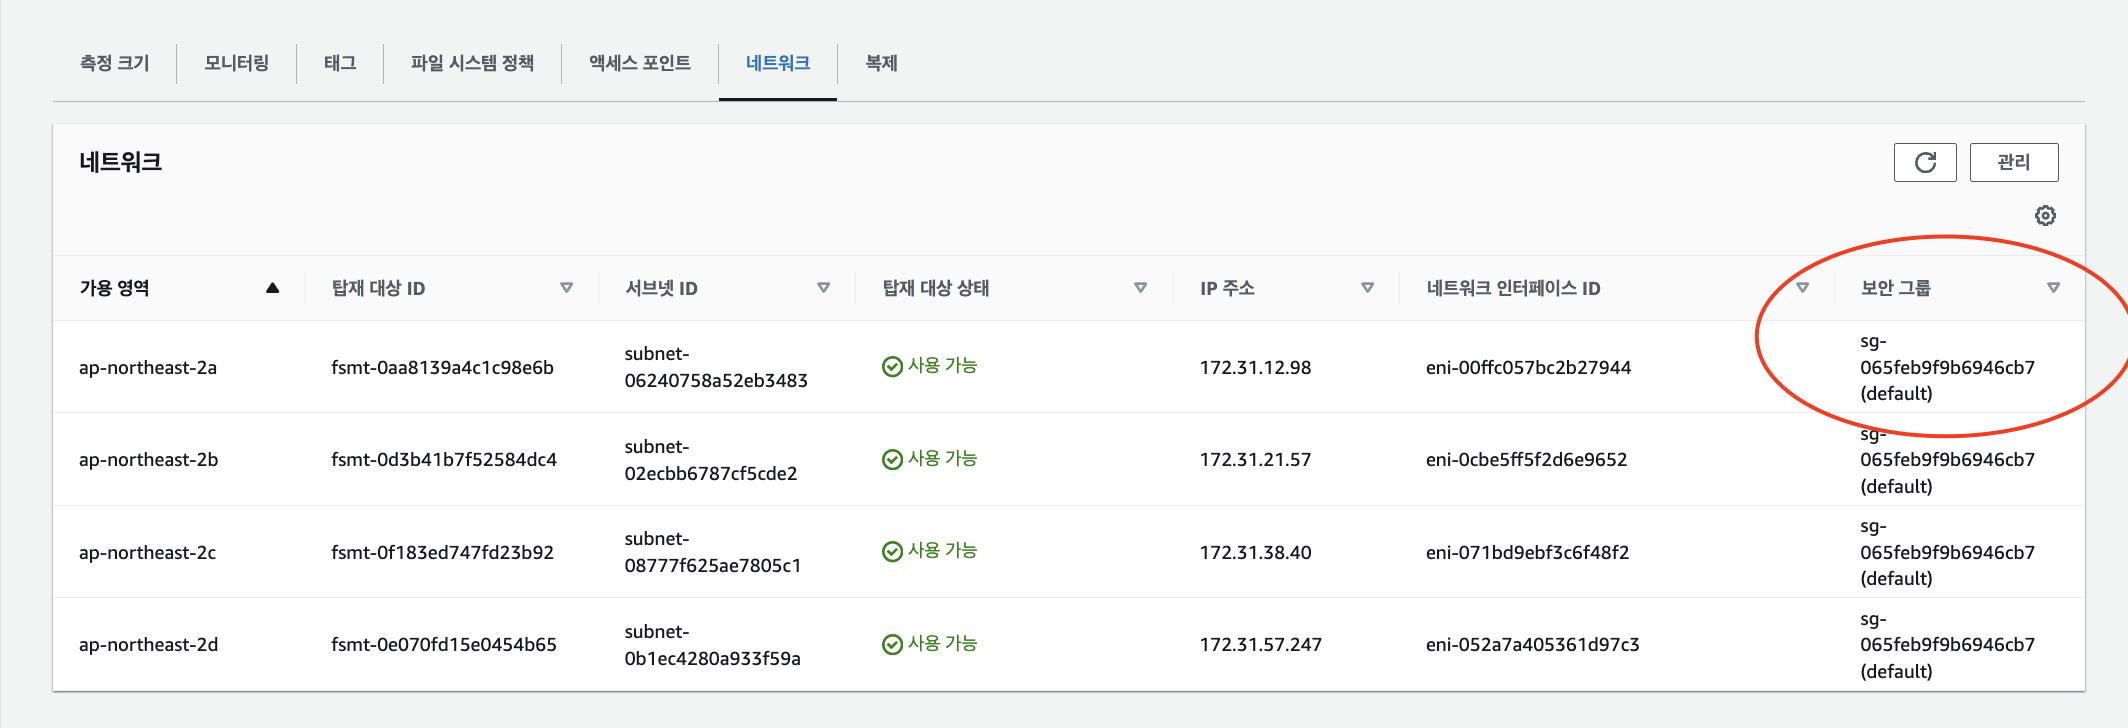 측정 크기 모니터링 태그 파일 시스템 정책 액세스 포인트 네트워크 복제
네트워크
관리
가용 영역 탑재 대상 ID 서브넷 ID 탑재 대상 상태 IP 주소 네트워크 인터페이스 ID 보안 그룹
ap-northeast-2a fsmt-0aa8139a4c1c98e6b subnet-
06240758a52eb3483 사용 가능 172.31.12.98 eni-00ffc057bc2b27944 sg-
065feb9f9b6946cb7
(default)
ap-northeast-2b fsmt-0d3b41b7f52584dc4 subnet-
02ecbb6787cf5cde2 사용 가능 172.31.21.57 eni-0cbe5ff5f2d6e9652 sg-
065feb9f9b6946cb7
(default)
ap-northeast-2c fsmt-0f183ed747fd23b92 subnet-
08777f625ae7805c1 사용 가능 172.31.38.40 eni-071bd9ebf3c6f48f2 sg-
065feb9f9b6946cb7
(default)
ap-northeast-2d fsmt-0e070fd15e0454b65 subnet-
0b1ec4280a933f59a 사용 가능 172.31.57.247 eni-052a7a405361d97c3 sg-
065feb9f9b6946cb7
(default)